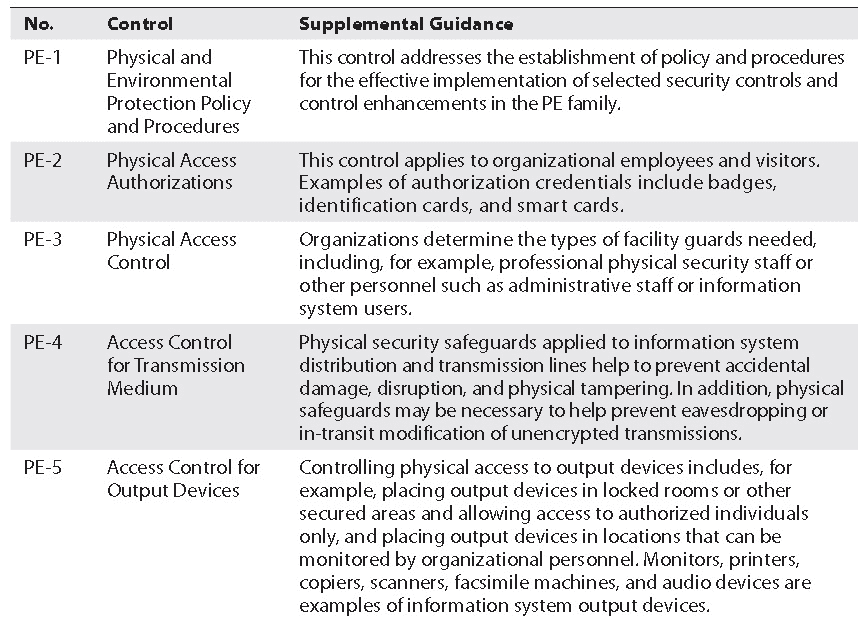 No. Control Supplemental Guidance
PE-1 Physical and This control addresses the establishment of policy and procedures
Environmental for the effective implementation of selected security controls and
Protection Policy control enhancements in the PE family.
and Procedures
PE-2 Physical Access This control applies to organizational employees and visitors.
Authorizations Examples of authorization credentials include badges,
identification cards, and smart cards.
PE-3 Physical Access Organizations determine the types of facility guards needed,
Control including, for example, professional physical security staff or
other personnel such as administrative staff or information
system users.
PE-4 Access Control Physical security safeguards applied to information system
for Transmission distribution and transmission lines help to prevent accidental
Medium damage, disruption, and physical tampering. In addition, physical
safeguards may be necessary to help prevent eavesdropping or
in-transit modification of unencrypted transmissions.
PE-5 Access Control for Controlling physical access to output devices includes, for
Output Devices example, placing output devices in locked rooms or other
secured areas and allowing access to authorized individuals
only, and placing output devices in locations that can be
monitored by organizational personnel. Monitors, printers,
copiers, scanners, facsimile machines, and audio devices are
examples of information system output devices.